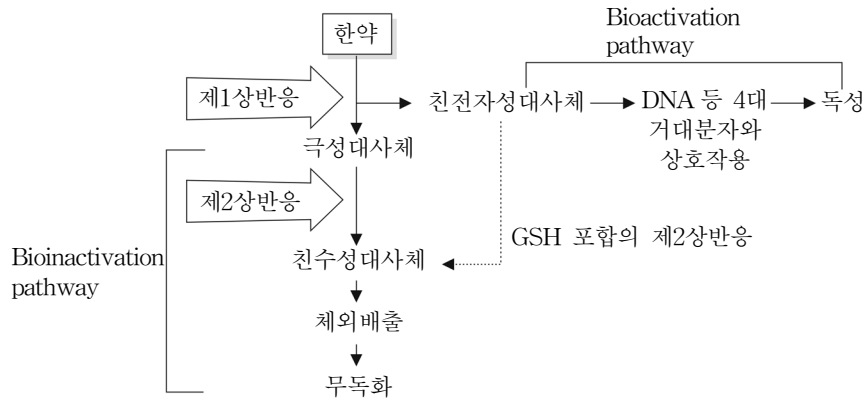 Bioactivation
pathway
한약
제1상반응
친전자성대사체
DNA 등 4대
거대분자와
상호작용
독성
극성대사체
제2상반응
GSH 포합의 제2상반응
Bioinactivation
pathway
친수성대사체
체외배출
무독화